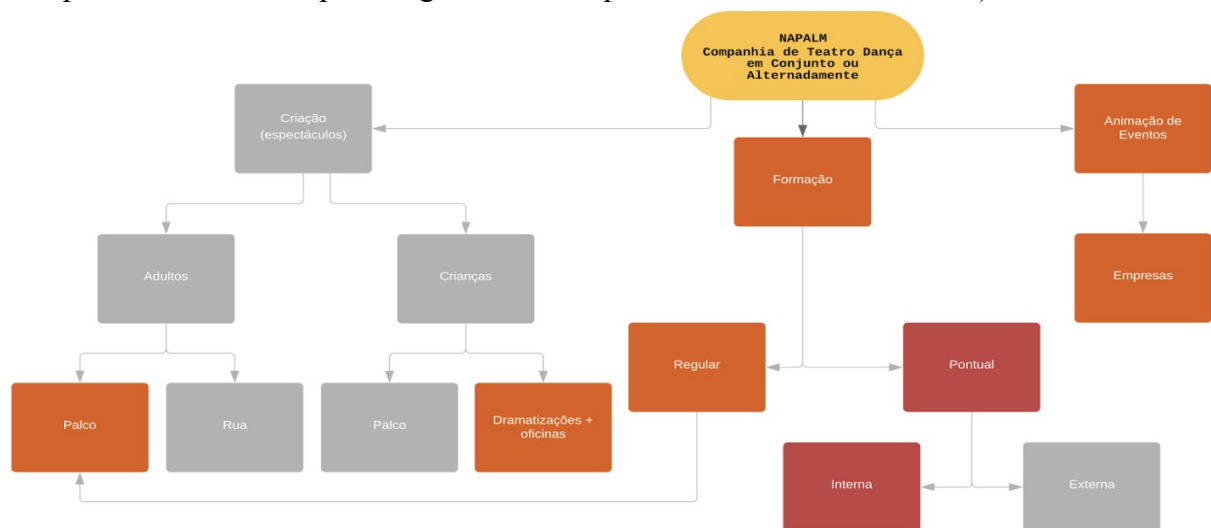 NAPALM
Companhia de Teatro Dança
em Conjunto ou
Alternadamente
Criação
(espectáculos)
Animação de
Eventos
Formação
Adultos
Crianças
Empresas
Regular
Pontual
Palco
Rua
Palco
Dramatizações +
oficinas
Interna
Externa